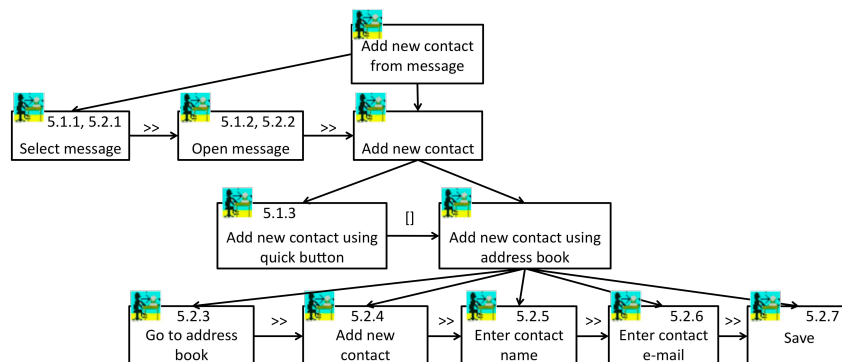 Add new contact
from message
5.1.1, 5.2.1
Select message
>>
5.1.2, 5.2.2
Open message
>>
Add new contact
5.1.3
Add new contact using
quick button
[]
Add new contact using
address book
5.2.3
Go to address
book
>>
5.2.4
Add new
contact
>>
5.2.5
Enter contact
name
>>
5.2.6
Enter contact
e-mail
>>
5.2.7
Save